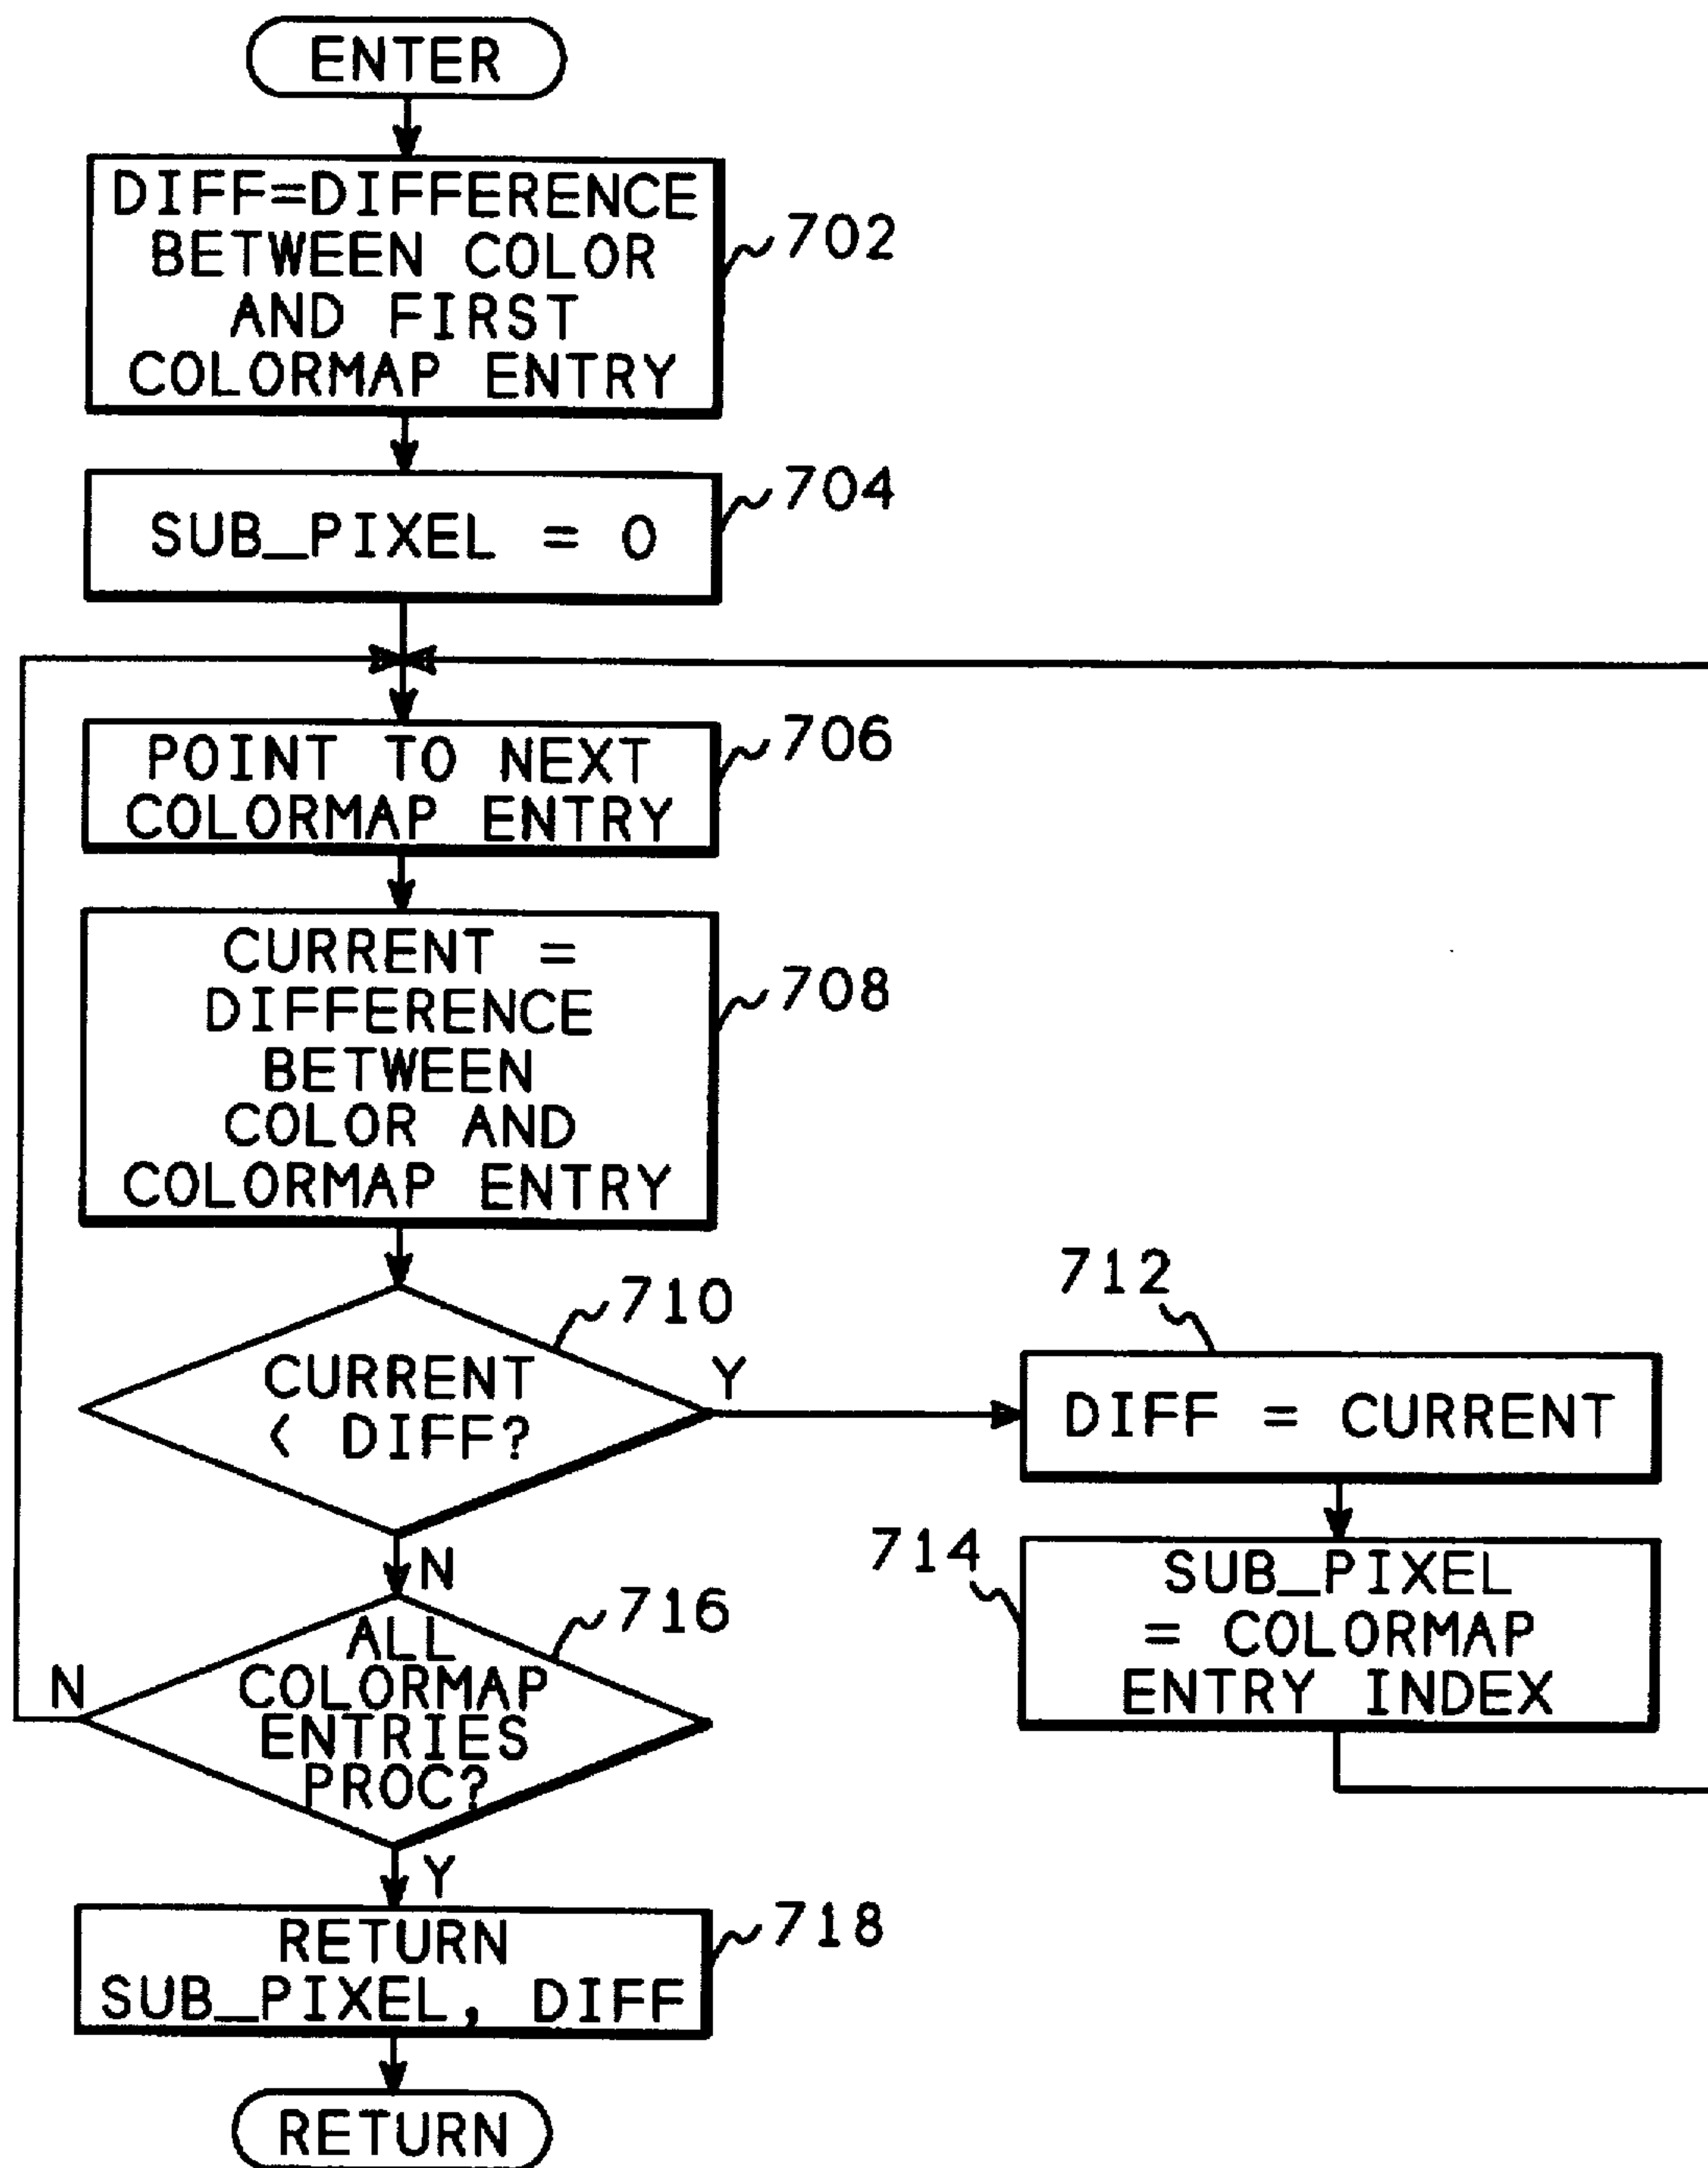 ENTER
DIFF=DIFFERENCE
BETWEEN COLOR
AND FIRST
COLORMAP ENTRY
702
SUB_PIXEL = 0
704
POINT TO NEXT
COLORMAP ENTRY
706
CURRENT =
DIFFERENCE
BETWEEN
COLOR AND
COLORMAP ENTRY
708
CURRENT
< DIFF?
710
Y
N
712
DIFF = CURRENT
714
SUB_PIXEL
= COLORMAP
ENTRY INDEX
ALL
COLORMAP
ENTRIES
PROC?
716
N
Y
RETURN
SUB_PIXEL, DIFF
718
RETURN